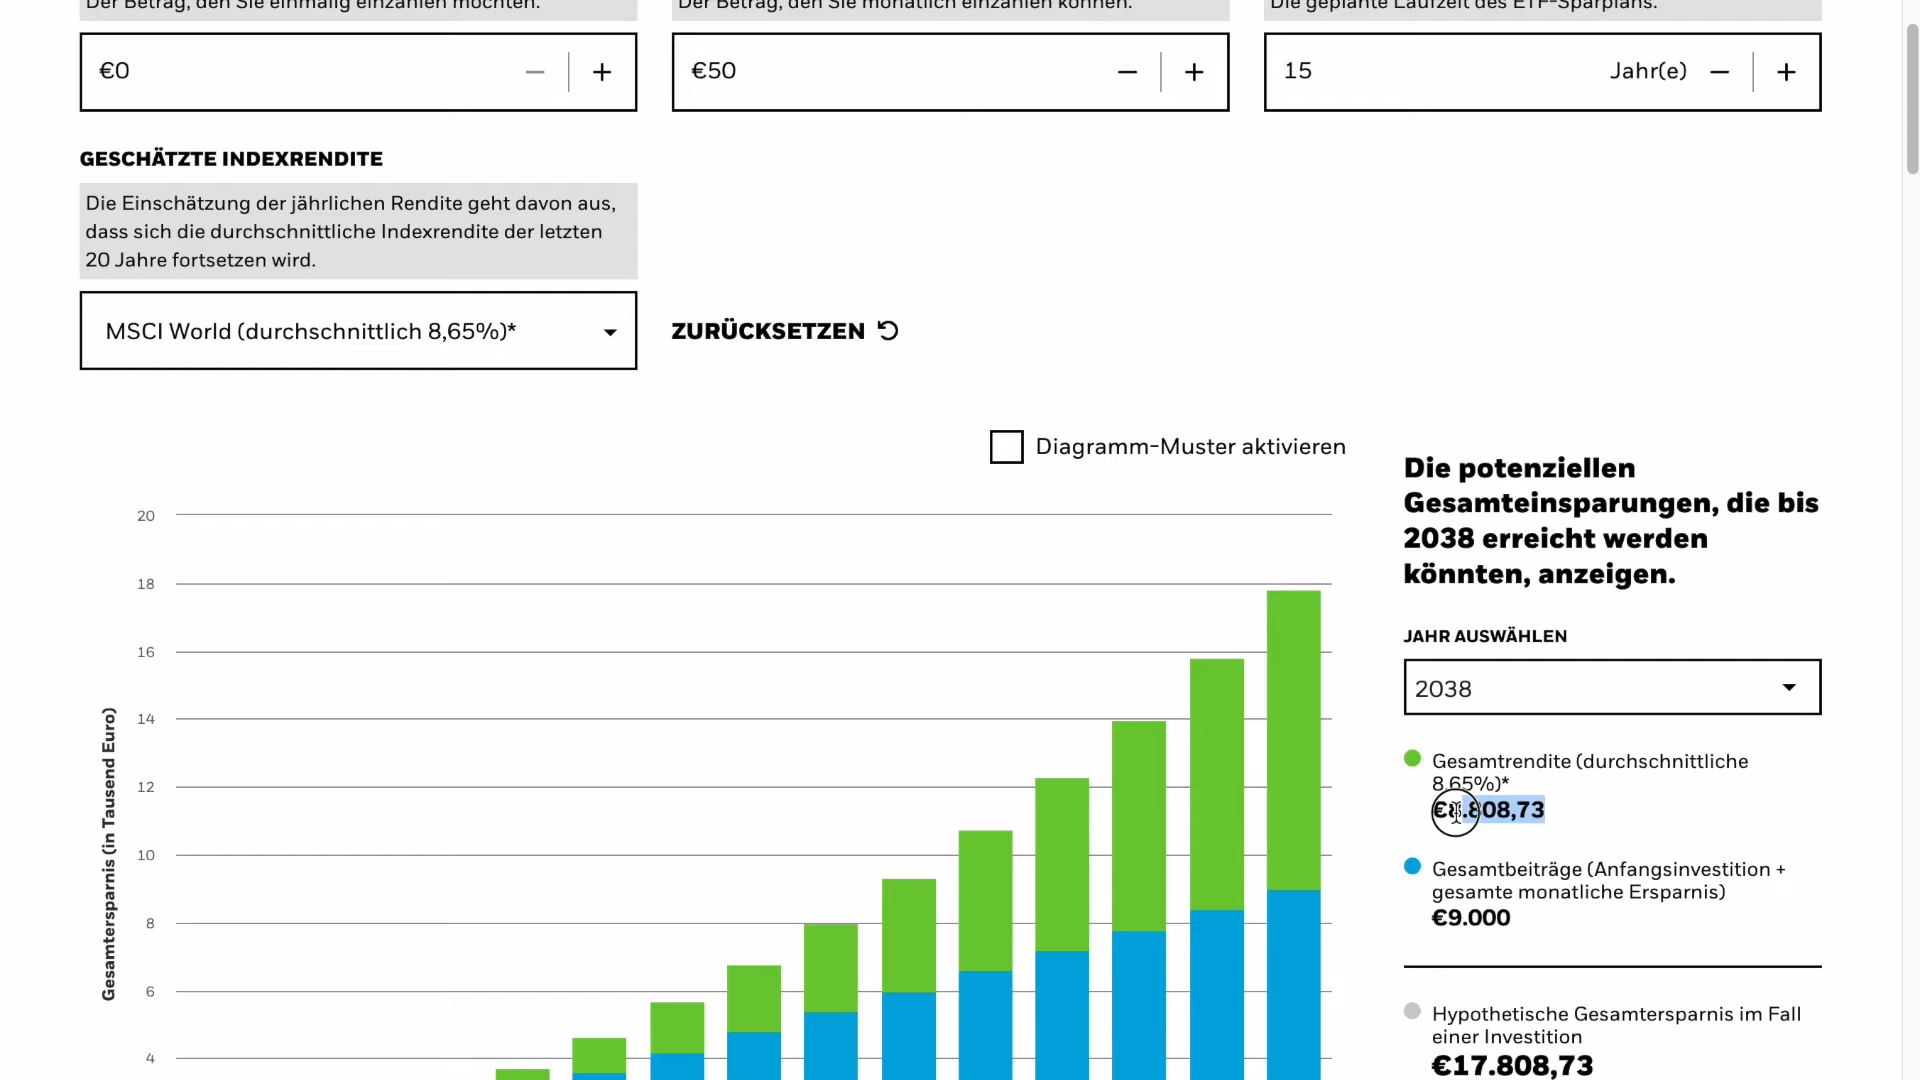 Der Betrag, den Sie einmalig einzahlen möchten.
Der Betrag, den Sie monatlich einzahlen können.
Die geplante Laufzeit des ETF-Sparplans.
€0
€50
15 Jahr(e)
GESCHÄTZTE INDEXRENDITE
Die Einschätzung der jährlichen Rendite geht davon aus,
dass sich die durchschnittliche Indexrendite der letzten
20 Jahre fortsetzen wird.
MSCI World (durchschnittlich 8,65%)*
ZURÜCKSETZEN
Diagramm-Muster aktivieren
Gesamtersparnis (in Tausend Euro)
20
18
16
14
12
10
8
6
4
Die potenziellen
Gesamteinsparungen, die bis
2038 erreicht werden
könnten, anzeigen.
JAHR AUSWÄHLEN
2038
Gesamtrendite (durchschnittliche
8,65%)*
€8.808,73
Gesamtbeiträge (Anfangsinvestition +
gesamte monatliche Ersparnis)
€9.000
Hypothetische Gesamtersparnis im Fall
einer Investition
€17.808,73